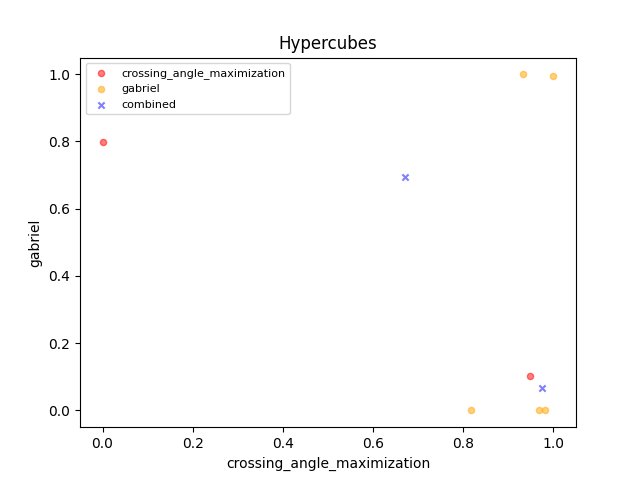 Hypercubes
crossing_angle_maximization
gabriel
combined
gabriel
1.0
0.8
0.6
0.4
0.2
0.0
0.0 0.2 0.4 0.6 0.8 1.0
crossing_angle_maximization